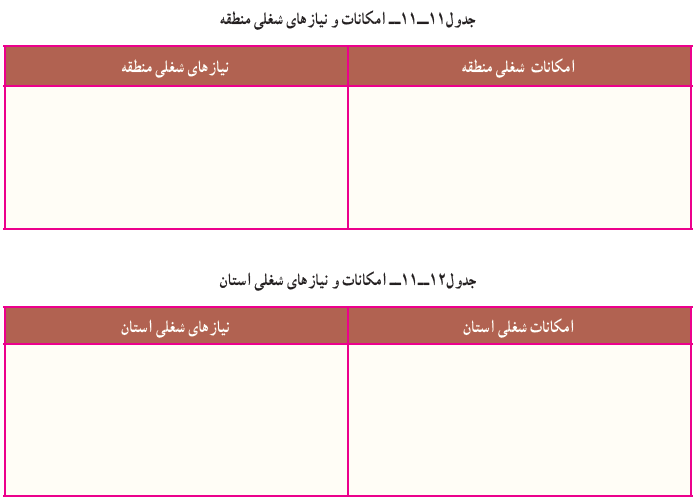 جدول۱۱ــ۱۱ــ امکانات و نیازهای شغلی منطقه
امکانات شغلی منطقه
نیازهای شغلی منطقه
جدول۱۲ــ۱۱ــ امکانات و نیازهای شغلی استان
امکانات شغلی استان
نیازهای شغلی استان